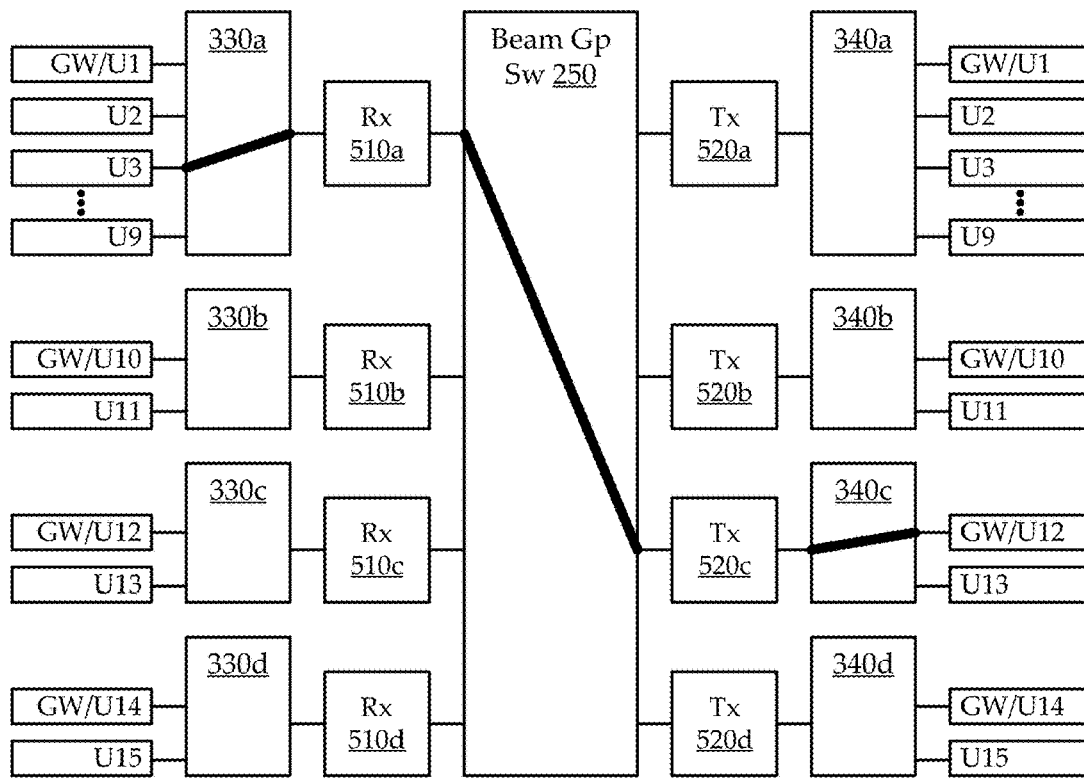 GW/U1
U2
U3
U9
330a
Rx
510a
Beam Gp
Sw 250
Tx
520a
340a
GW/U1
U2
U3
U9
GW/U10
U11
330b
Rx
510b
Tx
520b
340b
GW/U10
U11
GW/U12
U13
330c
Rx
510c
Tx
520c
340c
GW/U12
U13
GW/U14
U15
330d
Rx
510d
Tx
520d
340d
GW/U14
U15